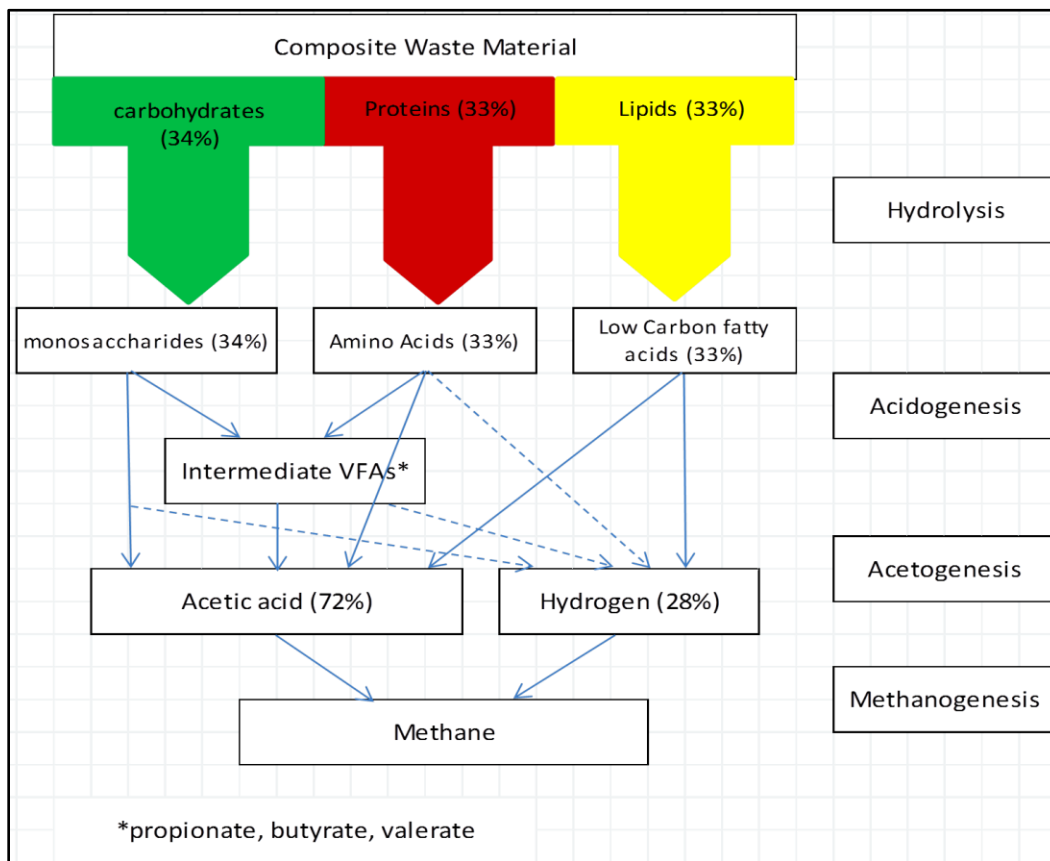 Composite Waste Material
carbohydrates
(34%)
Proteins (33%)
Lipids (33%)
Hydrolysis
monosaccharides (34%)
Amino Acids (33%)
Low Carbon fatty
acids (33%)
Acidogenesis
Intermediate VFAs*
Acetogenesis
Acetic acid (72%)
Hydrogen (28%)
Methanogenesis
Methane
*propionate, butyrate, valerate